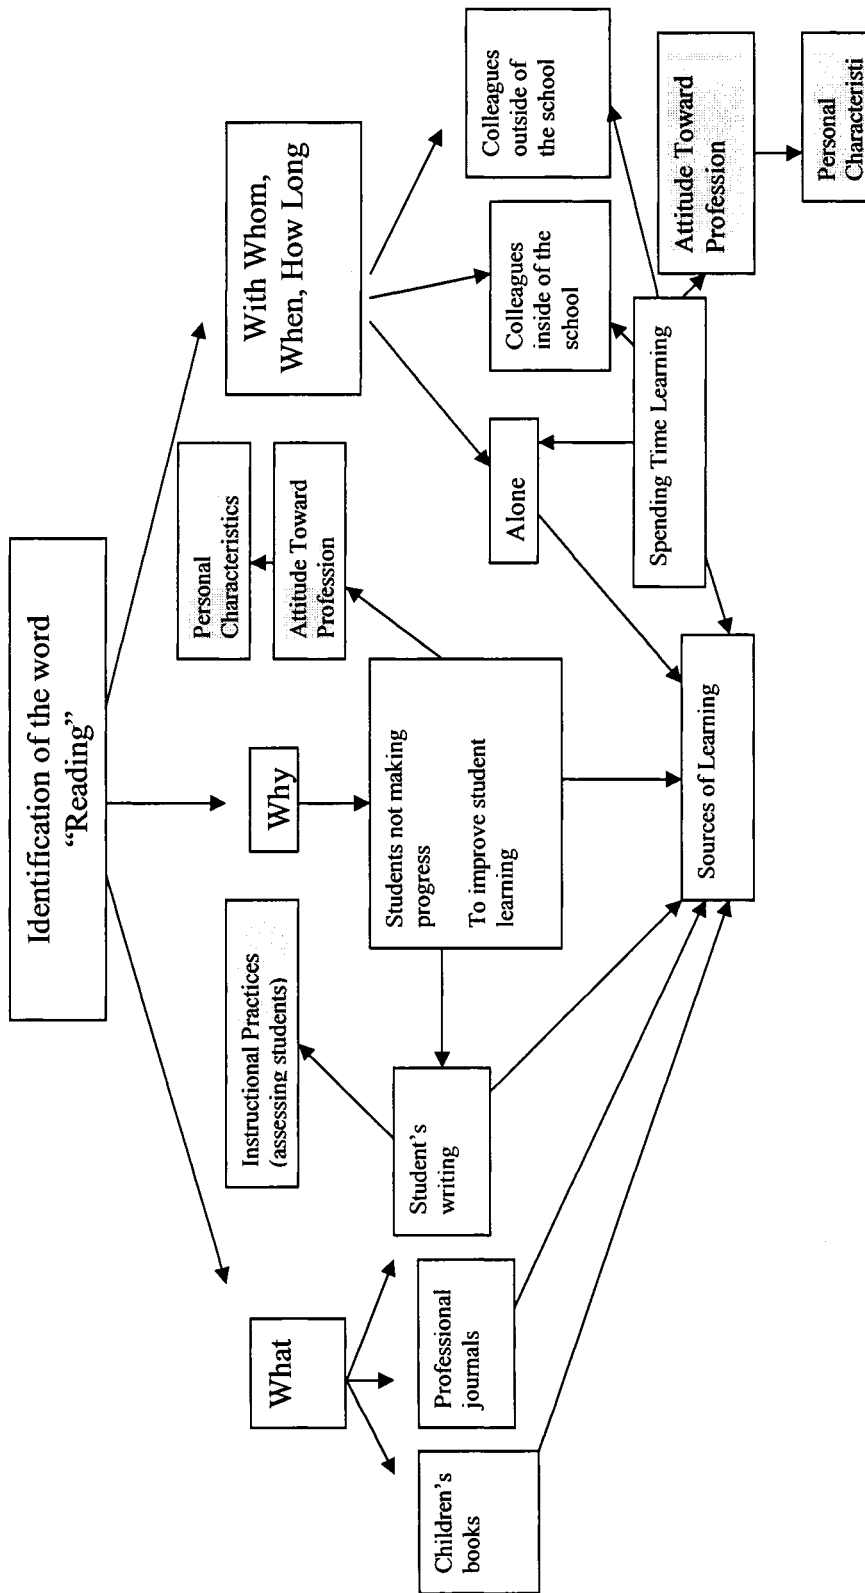 Identification of the word
“Reading”
What
Why
With Whom,
When, How Long
Instructional Practices
(assessing students)
Personal
Characteristics
Attitude Toward
Profession
Children's
books
Professional
journals
Student's
writing
Students not making
progress
To improve student
learning
Alone
Colleagues
inside of the
school
Colleagues
outside of
the school
Sources of Learning
Spending Time Learning
Attitude Toward
Profession
Personal
Characteristi